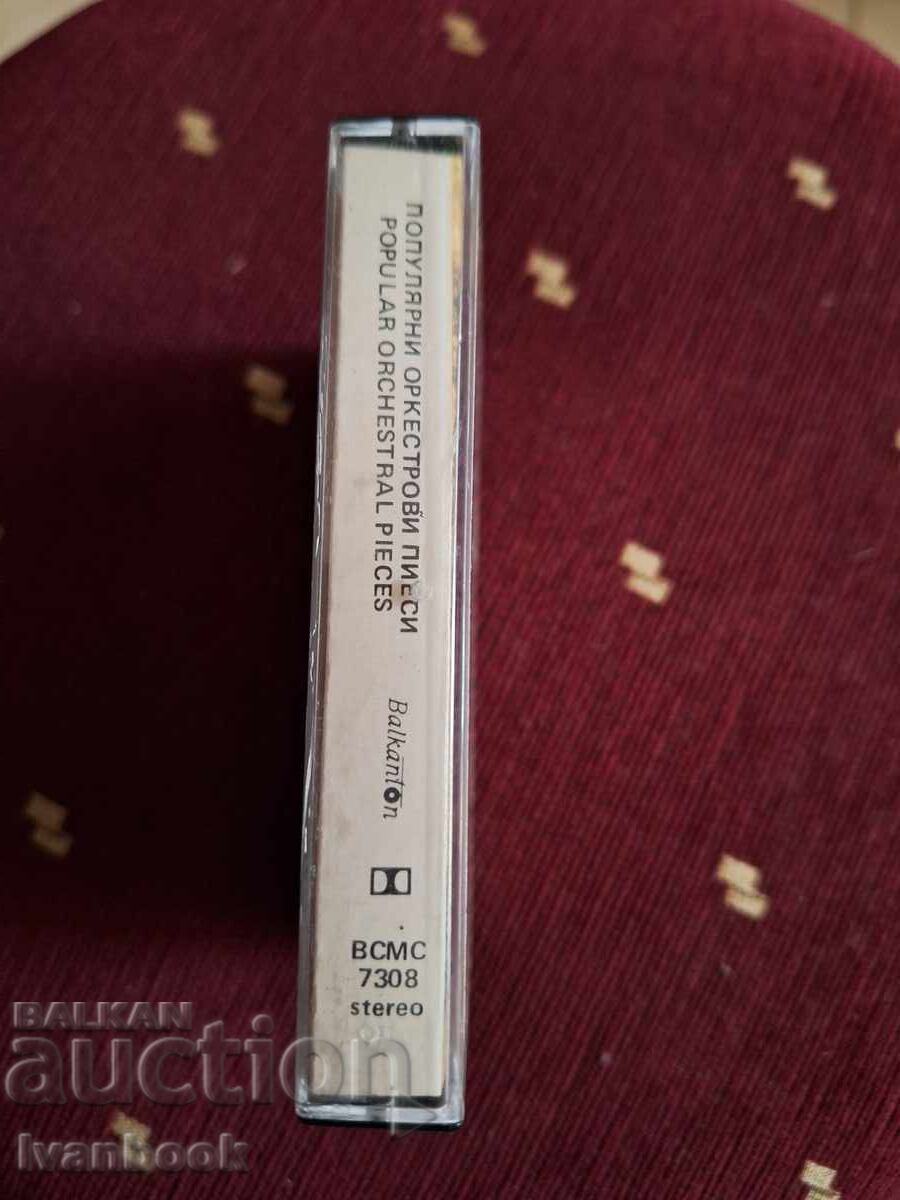 ПОПУЛЯРНИ ОРКЕСТРОВИ ПИЕСИ
POPULAR ORCHESTRAL PIECES
Balkanton
BCMC
7308
stereo
BALKAN
auction
Ivanbook